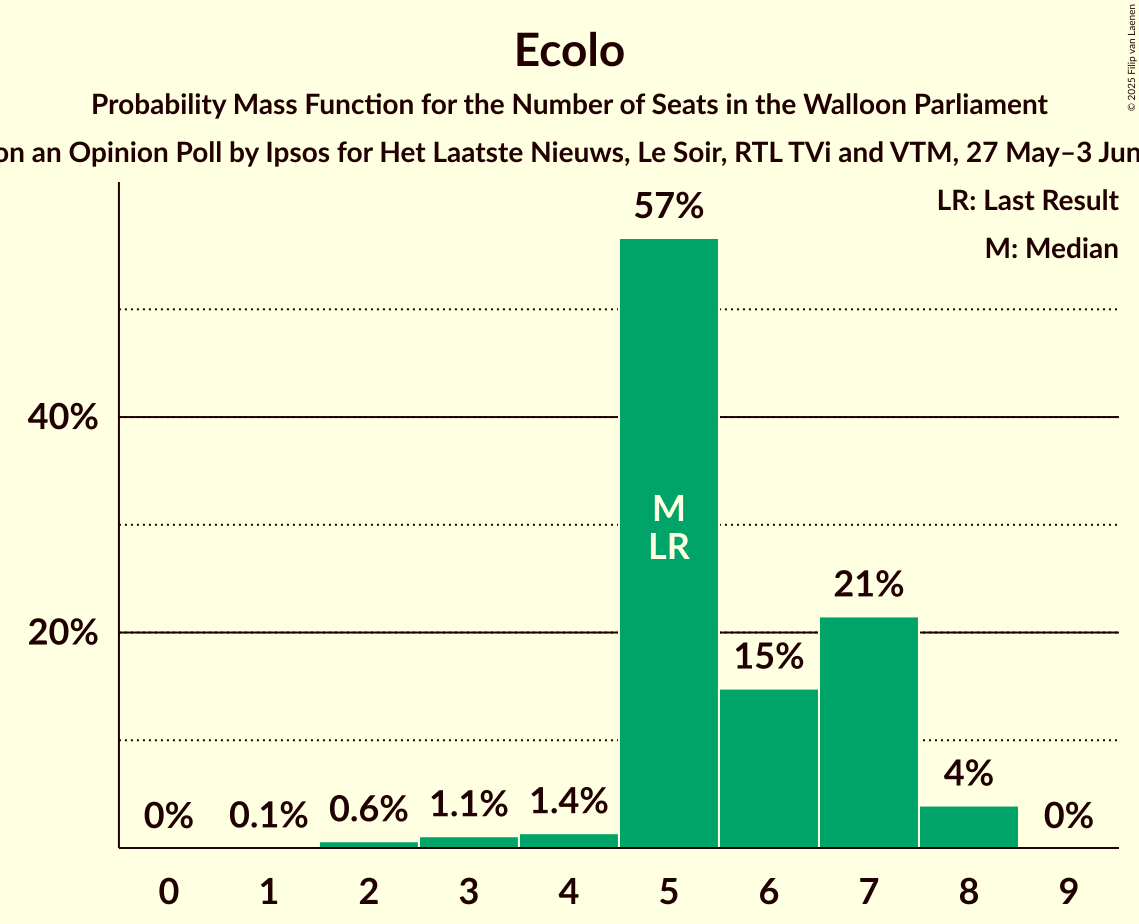 Ecolo
Probability Mass Function for the Number of Seats in the Walloon Parliament
on an Opinion Poll by Ipsos for Het Laatste Nieuws, Le Soir, RTL TVi and VTM, 27 May–3 Jun
© 2025 Filip van Laenen
LR: Last Result
M: Median
57%
40%
M
LR
21%
20%
15%
4%
0% 0.1% 0.6% 1.1% 1.4% 0%
0 1 2 3 4 5 6 7 8 9